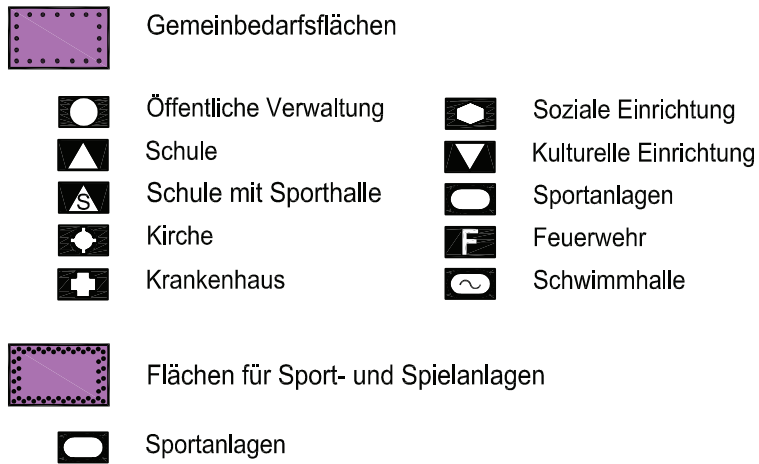 Gemeinbedarfsflächen
Öffentliche Verwaltung
Schule
S
Schule mit Sporthalle
Kirche
Krankenhaus
Soziale Einrichtung
Kulturelle Einrichtung
Sportanlagen
F
Feuerwehr
Schwimmhalle
Flächen für Sport- und Spielanlagen
Sportanlagen